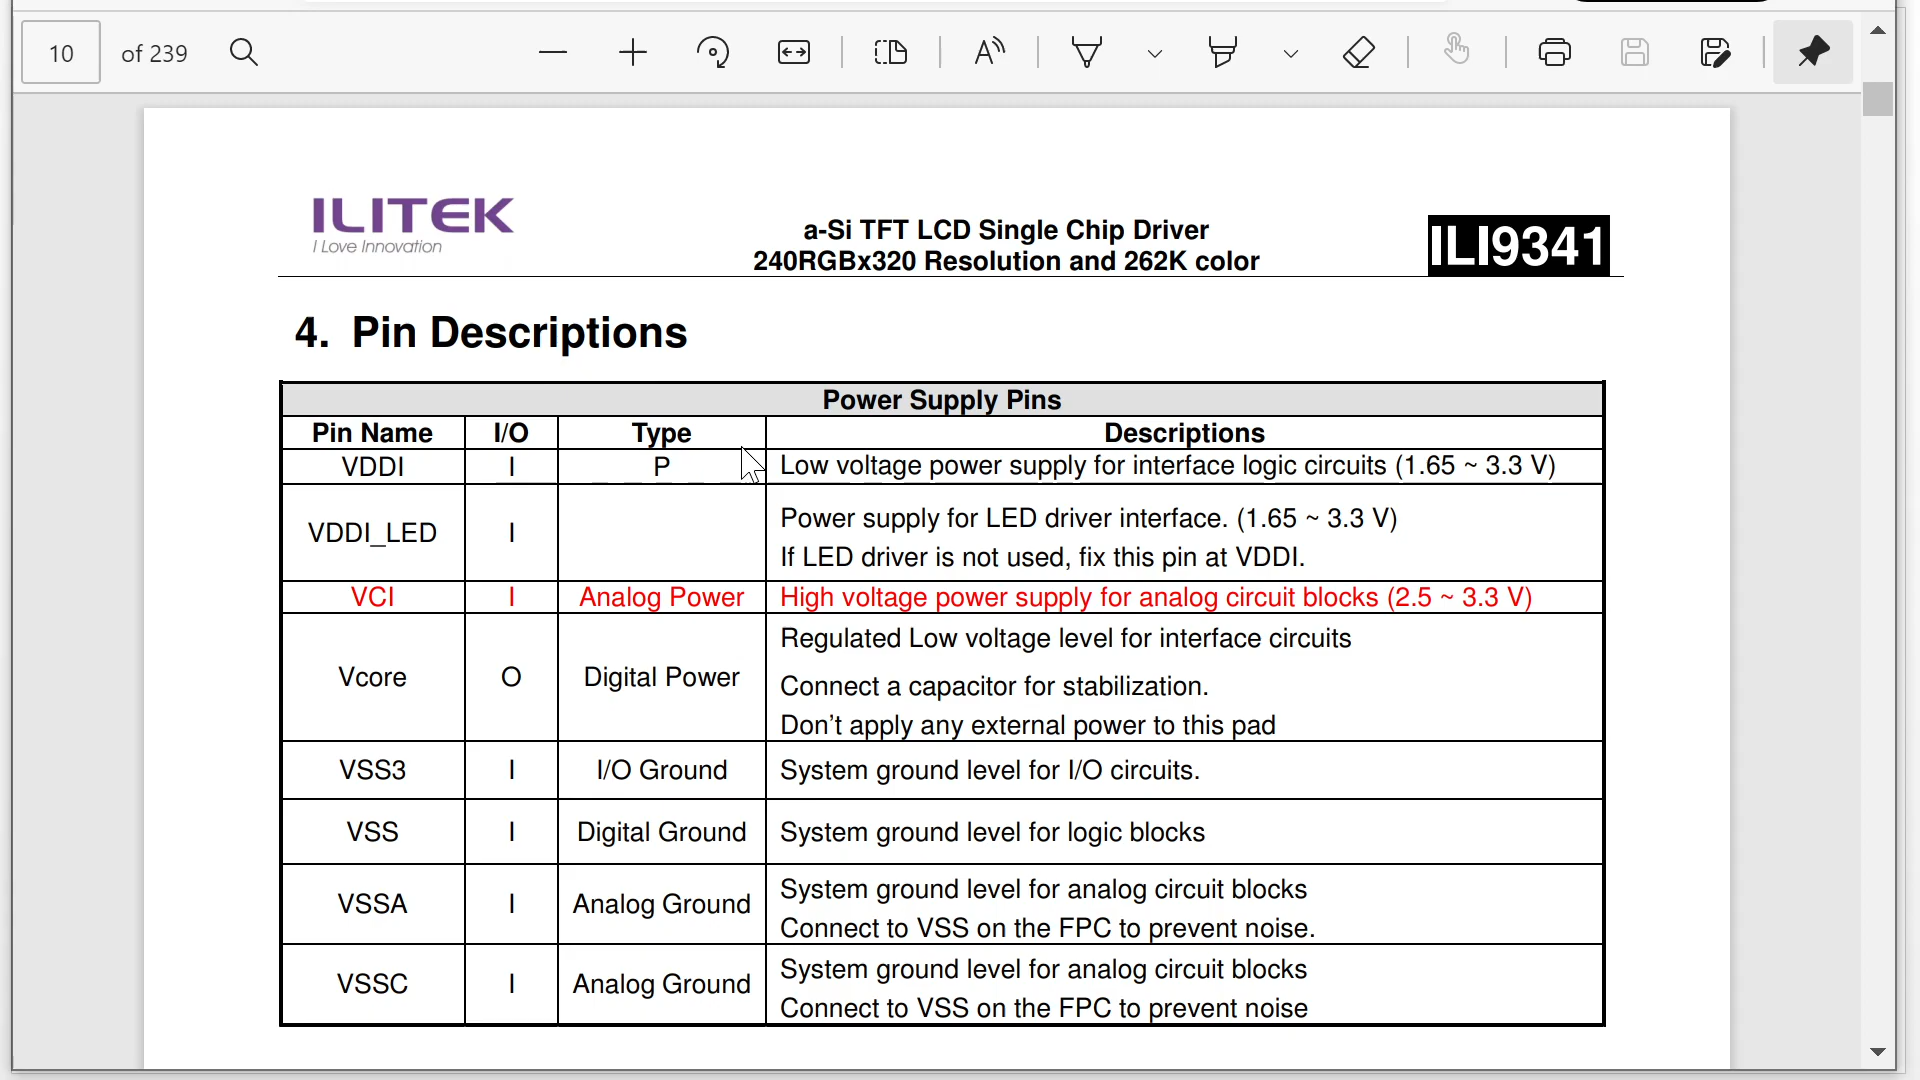 10 of 239
ILITEK
I Love Innovation
a-Si TFT LCD Single Chip Driver
240RGBx320 Resolution and 262K color
ILI9341
4. Pin Descriptions
Power Supply Pins
Pin Name I/O Type Descriptions
VDDI I P Low voltage power supply for interface logic circuits (1.65 ~ 3.3 V)
VDDI_LED I Power supply for LED driver interface. (1.65 ~ 3.3 V)
If LED driver is not used, fix this pin at VDDI.
VCI I Analog Power High voltage power supply for analog circuit blocks (2.5 ~ 3.3 V)
Vcore O Digital Power Regulated Low voltage level for interface circuits
Connect a capacitor for stabilization.
Don't apply any external power to this pad
VSS3 I I/O Ground System ground level for I/O circuits.
VSS I Digital Ground System ground level for logic blocks
VSSA I Analog Ground System ground level for analog circuit blocks
Connect to VSS on the FPC to prevent noise.
VSSC I Analog Ground System ground level for analog circuit blocks
Connect to VSS on the FPC to prevent noise